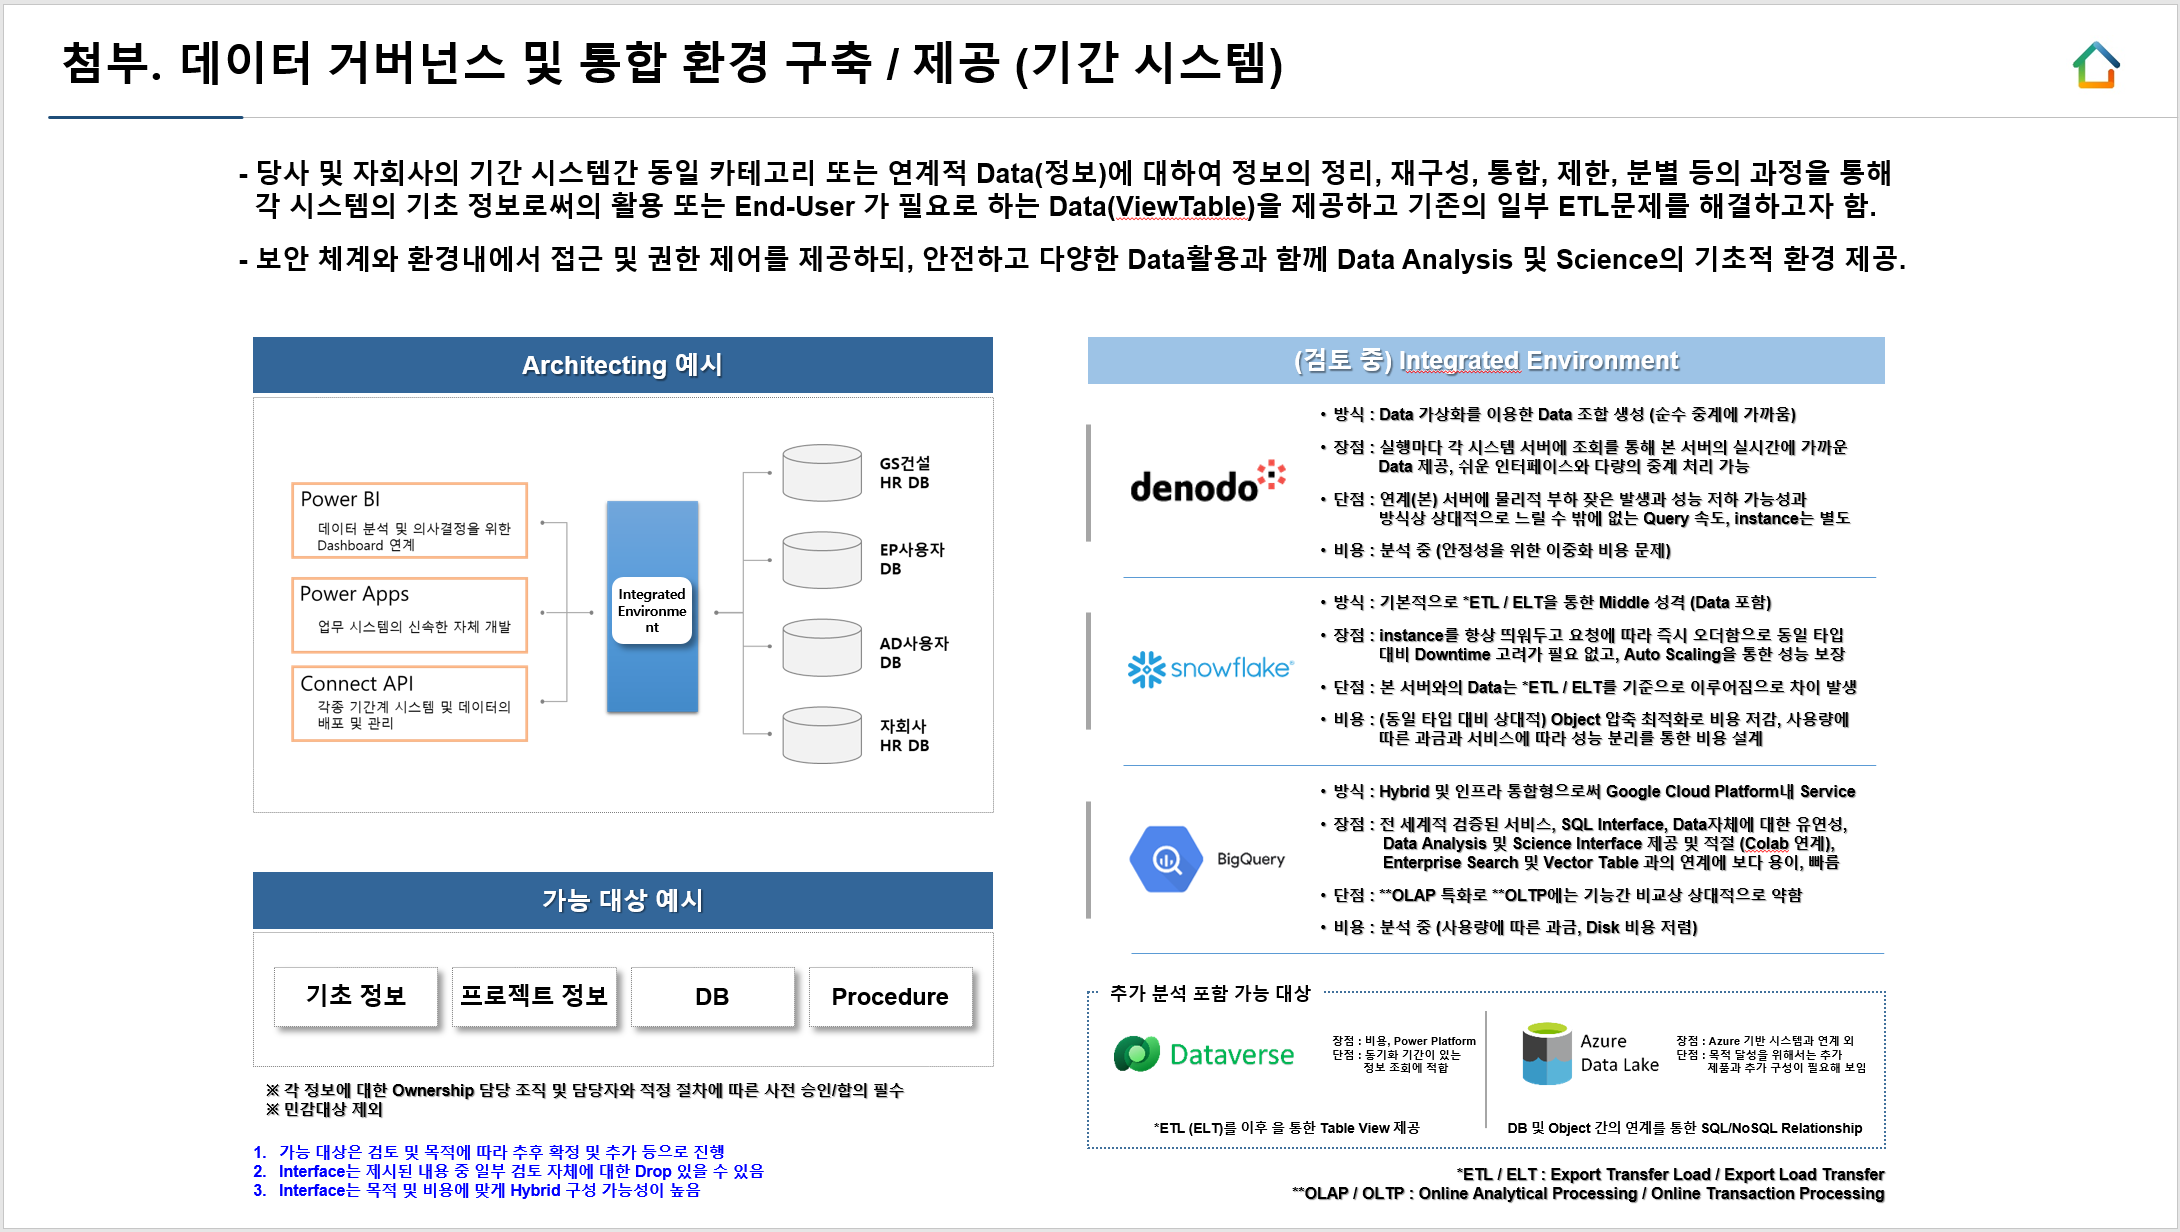 첨부. 데이터 거버넌스 및 통합 환경 구축 / 제공 (기간 시스템)
- 당사 및 자회사의 기간 시스템간 동일 카테고리 또는 연계적 Data(정보)에 대하여 정보의 정리, 재구성, 통합, 제한, 분별 등의 과정을 통해
각 시스템의 기초 정보로써의 활용 또는 End-User 가 필요로 하는 Data(ViewTable)을 제공하고 기존의 일부 ETL문제를 해결하고자 함.
- 보안 체계와 환경내에서 접근 및 권한 제어를 제공하되, 안전하고 다양한 Data활용과 함께 Data Analysis 및 Science의 기초적 환경 제공.
Architecting 예시
Power BI
데이터 분석 및 의사결정을 위한
Dashboard 연계
Power Apps
업무 시스템의 신속한 자체 개발
Connect API
각종 기간계 시스템 및 데이터의
배포 및 관리
Integrated
Environme
nt
GS건설
HR DB
EP사용자
DB
AD사용자
DB
자회사
HR DB
가능 대상 예시
기초 정보
프로젝트 정보
DB
Procedure
※ 각 정보에 대한 Ownership 담당 조직 및 담당자와 적정 절차에 따른 사전 승인/합의 필수
※ 민감대상 제외
1. 가능 대상은 검토 및 목적에 따라 추후 확정 및 추가 등으로 진행
2. Interface는 제시된 내용 중 일부 검토 자체에 대한 Drop 있을 수 있음
3. Interface는 목적 및 비용에 맞게 Hybrid 구성 가능성이 높음
(검토 중) Integrated Environment
denodo
• 방식 : Data 가상화를 이용한 Data 조합 생성 (순수 중계에 가까움)
• 장점 : 실행마다 각 시스템 서버에 조회를 통해 본 서버의 실시간에 가까운
Data 제공, 쉬운 인터페이스와 다량의 중계 처리 가능
• 단점 : 연계(본) 서버에 물리적 부하 잦은 발생과 성능 저하 가능성과
방식상 상대적으로 느릴 수 밖에 없는 Query 속도, instance는 별도
• 비용 : 분석 중 (안정성을 위한 이중화 비용 문제)
snowflake®
• 방식 : 기본적으로 *ETL / ELT을 통한 Middle 성격 (Data 포함)
• 장점 : instance를 항상 띄워두고 요청에 따라 즉시 오더함으로 동일 타입
대비 Downtime 고려가 필요 없고, Auto Scaling을 통한 성능 보장
• 단점 : 본 서버와의 Data는 *ETL / ELT를 기준으로 이루어짐으로 차이 발생
• 비용 : (동일 타입 대비 상대적) Object 압축 최적화로 비용 저감, 사용량에
따른 과금과 서비스에 따라 성능 분리를 통한 비용 설계
BigQuery
• 방식 : Hybrid 및 인프라 통합형으로써 Google Cloud Platform내 Service
• 장점 : 전 세계적 검증된 서비스, SQL Interface, Data자체에 대한 유연성,
Data Analysis 및 Science Interface 제공 및 적절 (Colab 연계),
Enterprise Search 및 Vector Table 과의 연계에 보다 용이, 빠름
• 단점 : **OLAP 특화로 **OLTP에는 기능간 비교상 상대적으로 약함
• 비용 : 분석 중 (사용량에 따른 과금, Disk 비용 저렴)
추가 분석 포함 가능 대상
Dataverse
장점 : 비용, Power Platform
단점 : 동기화 기간이 있는
정보 조회에 적합
*ETL (ELT)를 이후 을 통한 Table View 제공
Azure
Data Lake
장점 : Azure 기반 시스템과 연계 외
단점 : 목적 달성을 위해서는 추가
제품과 추가 구성이 필요해 보임
DB 및 Object 간의 연계를 통한 SQL/NoSQL Relationship
*ETL / ELT : Export Transfer Load / Export Load Transfer
**OLAP / OLTP : Online Analytical Processing / Online Transaction Processing